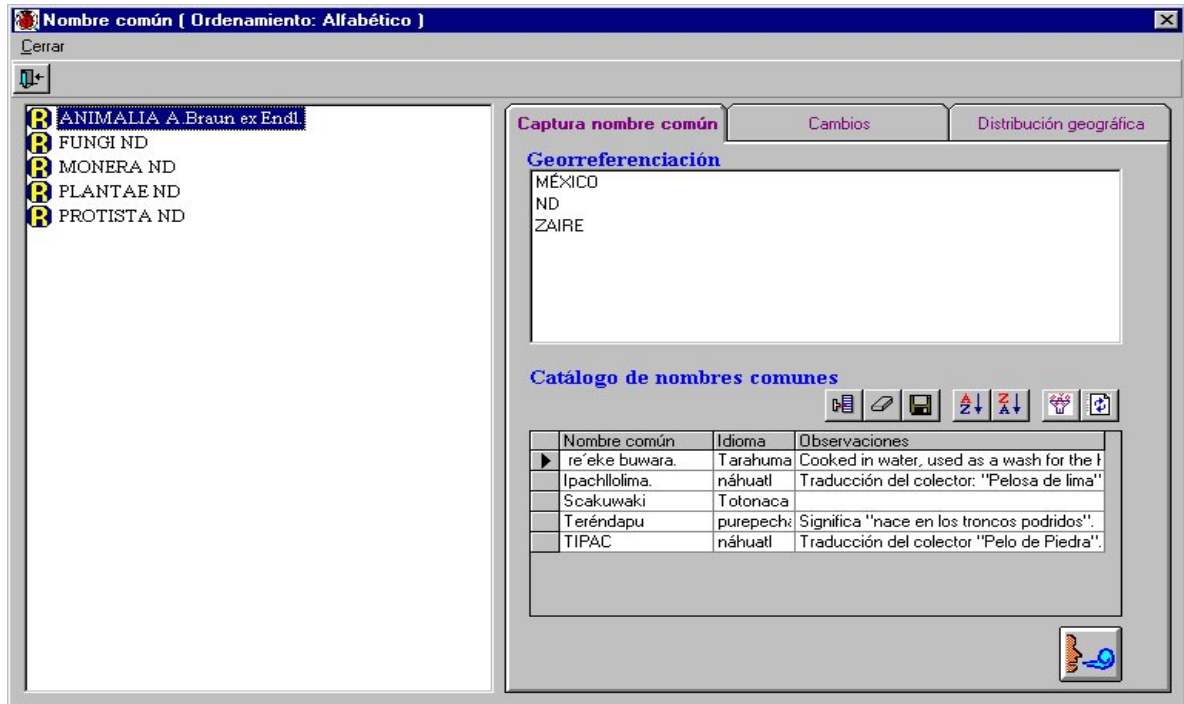 Nombre común ( Ordenamiento: Alfabético )
Cerrar
ANIMALIA A.Braun ex Endl.
FUNGI ND
MONERA ND
PLANTAE ND
PROTISTA ND
Captura nombre común Cambios Distribución geográfica
Georreferenciación
MÉXICO
ND
ZAIRE
Catálogo de nombres comunes
Nombre común Idioma Observaciones
re´eke buwara. Tarahuma Cooked in water, used as a wash for the
Ipachllolima. náhuatl Traducción del colector: "Pelosa de lima"
Scakuwaki Totonaca
Teréndapu purepecha Significa "nace en los troncos podridos".
TIPAC náhuatl Traducción del colector "Pelo de Piedra".